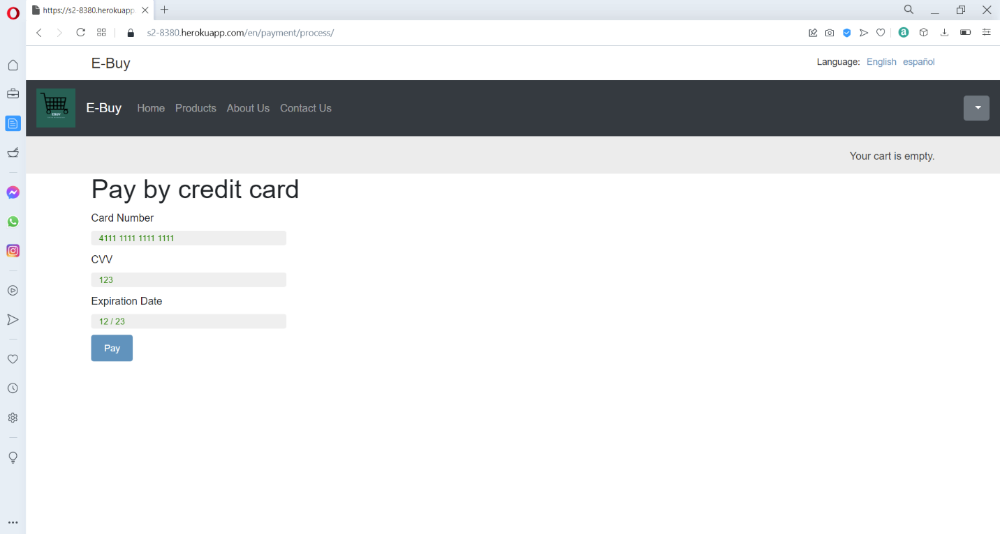 https://s2-8380.herokuapp
s2-8380.herokuapp.com/en/payment/process/
E-Buy
Language: English español
E-Buy Home Products About Us Contact Us
Your cart is empty.
Pay by credit card
Card Number
4111 1111 1111 1111
CVV
123
Expiration Date
12 / 23
Pay